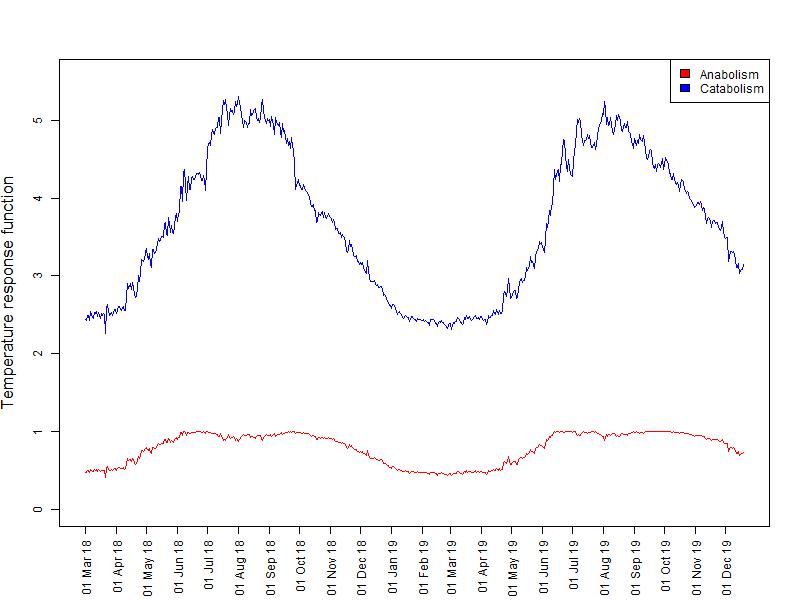 Anabolism
Catabolism
Temperature response function
5
4
3
2
1
0
01 Mar 18
01 Apr 18
01 May 18
01 Jun 18
01 Jul 18
01 Aug 18
01 Sep 18
01 Oct 18
01 Nov 18
01 Dec 18
01 Jan 19
01 Feb 19
01 Mar 19
01 Apr 19
01 May 19
01 Jun 19
01 Jul 19
01 Aug 19
01 Sep 19
01 Oct 19
01 Nov 19
01 Dec 19